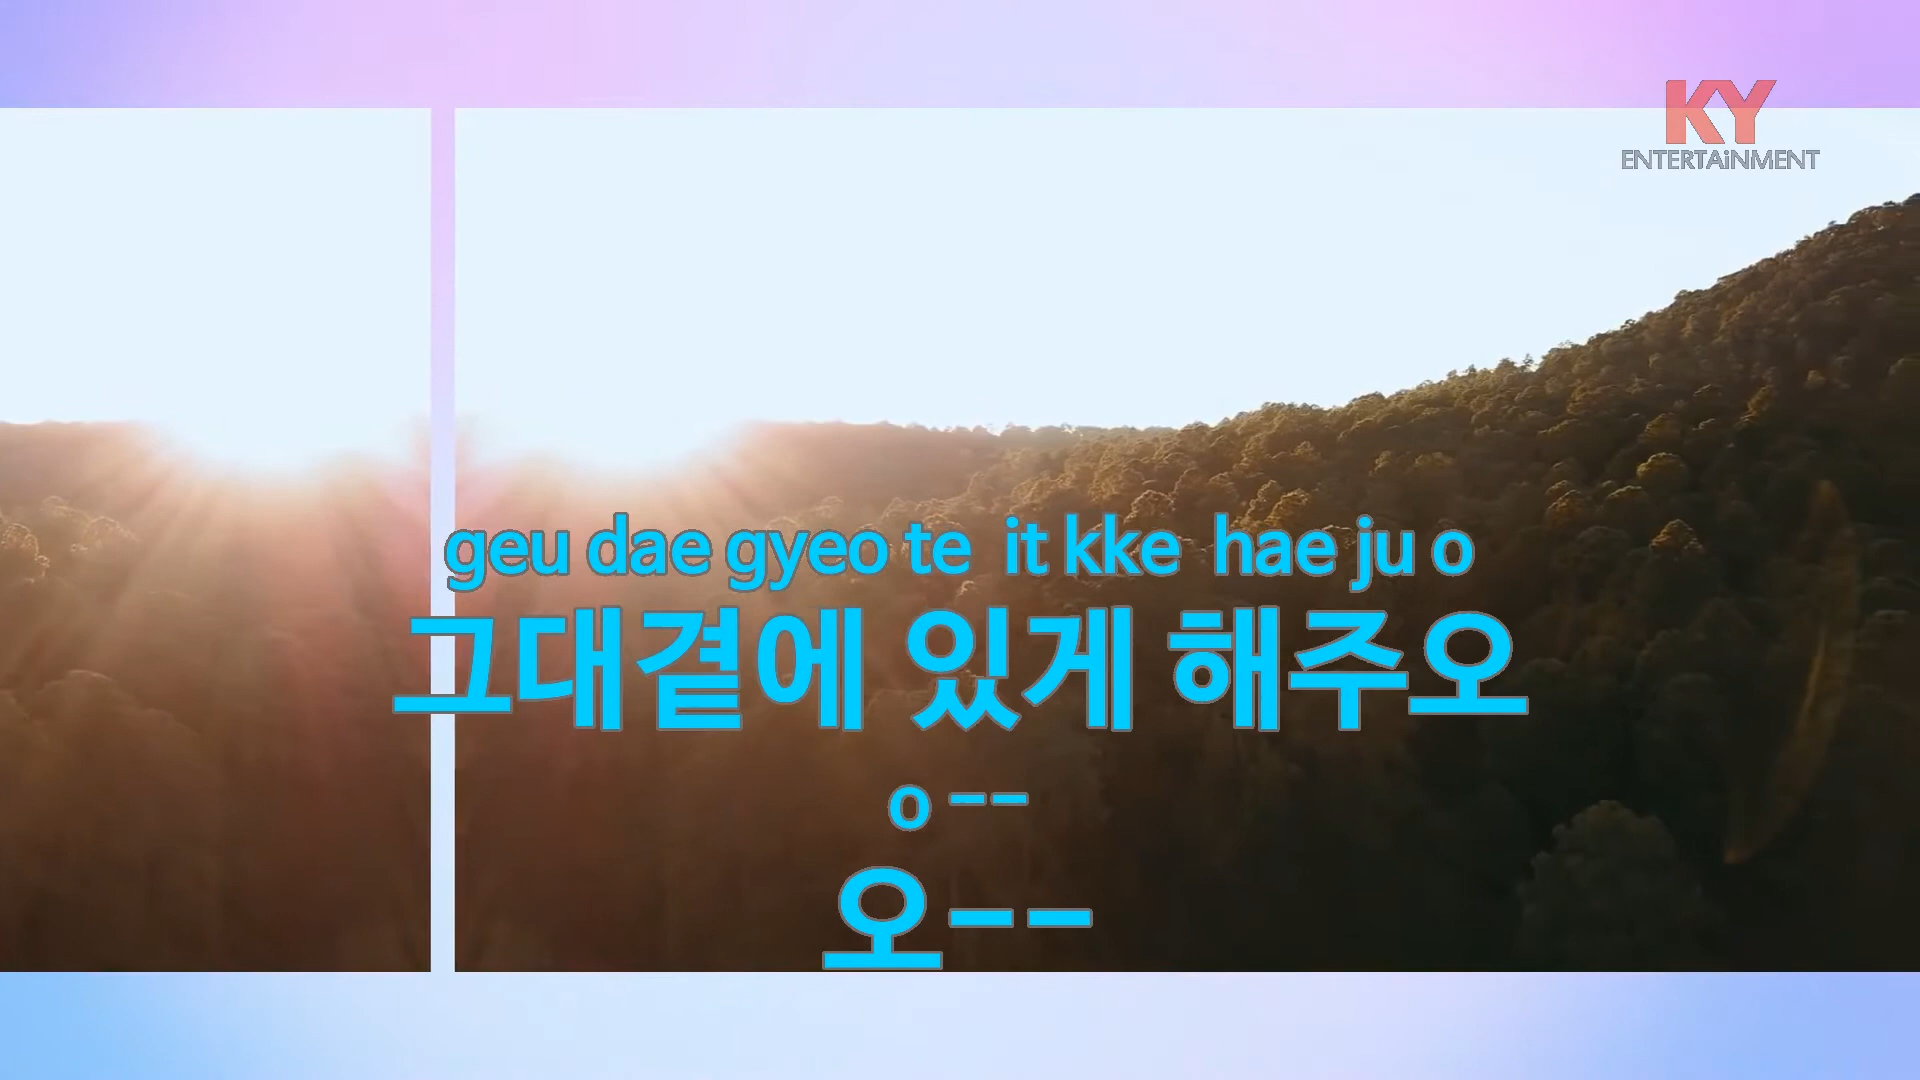 KY
ENTERTAiNMENT
geu dae gyeo te it kke hae ju o
그대곁에 있게 해주오
o --
오--